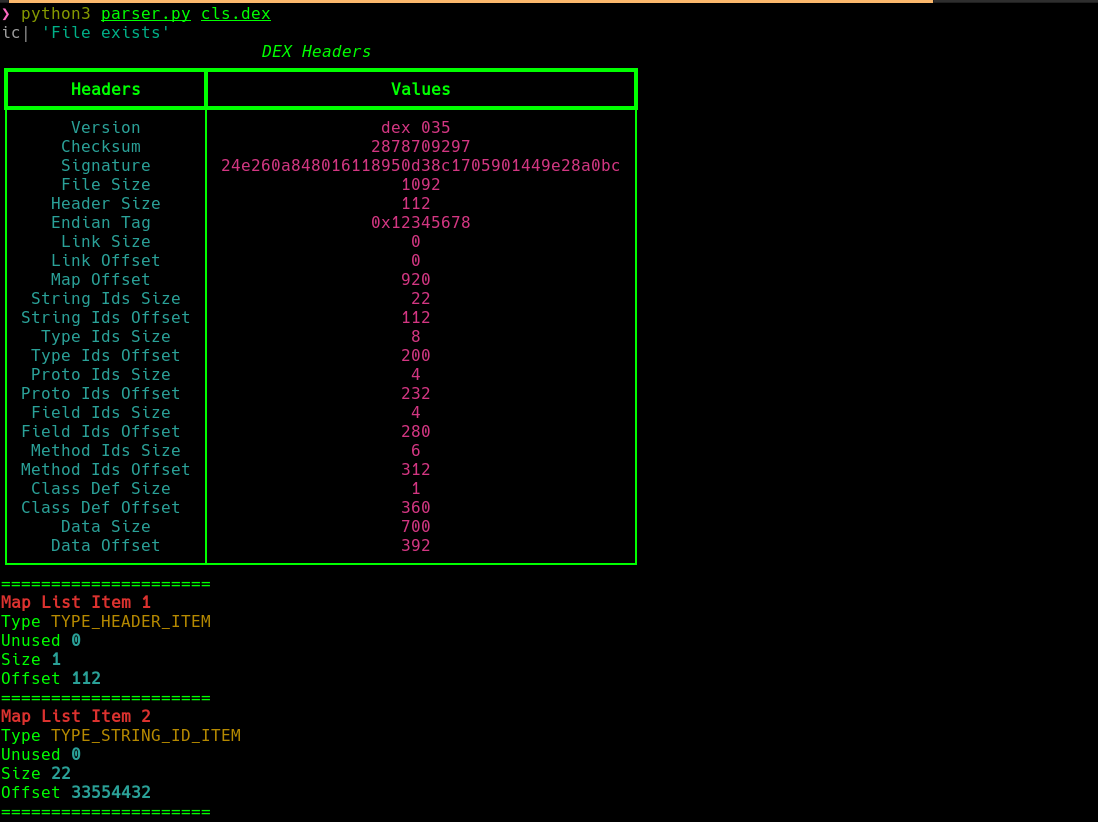 ❯ python3 parser.py cls.dex
ic| 'File exists'
DEX Headers
Headers Values
Version dex 035
Checksum 2878709297
Signature 24e260a848016118950d38c1705901449e28a0bc
File Size 1092
Header Size 112
Endian Tag 0x12345678
Link Size 0
Link Offset 0
Map Offset 920
String Ids Size 22
String Ids Offset 112
Type Ids Size 8
Type Ids Offset 200
Proto Ids Size 4
Proto Ids Offset 232
Field Ids Size 4
Field Ids Offset 280
Method Ids Size 6
Method Ids Offset 312
Class Def Size 1
Class Def Offset 360
Data Size 700
Data Offset 392
=====================
Map List Item 1
Type TYPE_HEADER_ITEM
Unused 0
Size 1
Offset 112
=====================
Map List Item 2
Type TYPE_STRING_ID_ITEM
Unused 0
Size 22
Offset 33554432
=====================